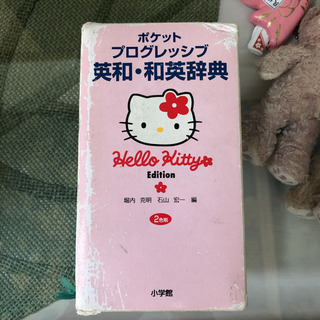 ポケット
プログレッシブ
英和・和英辞典
Hello Kitty
Edition
堀内 克明 石山 宏一 編
2色刷
小学館